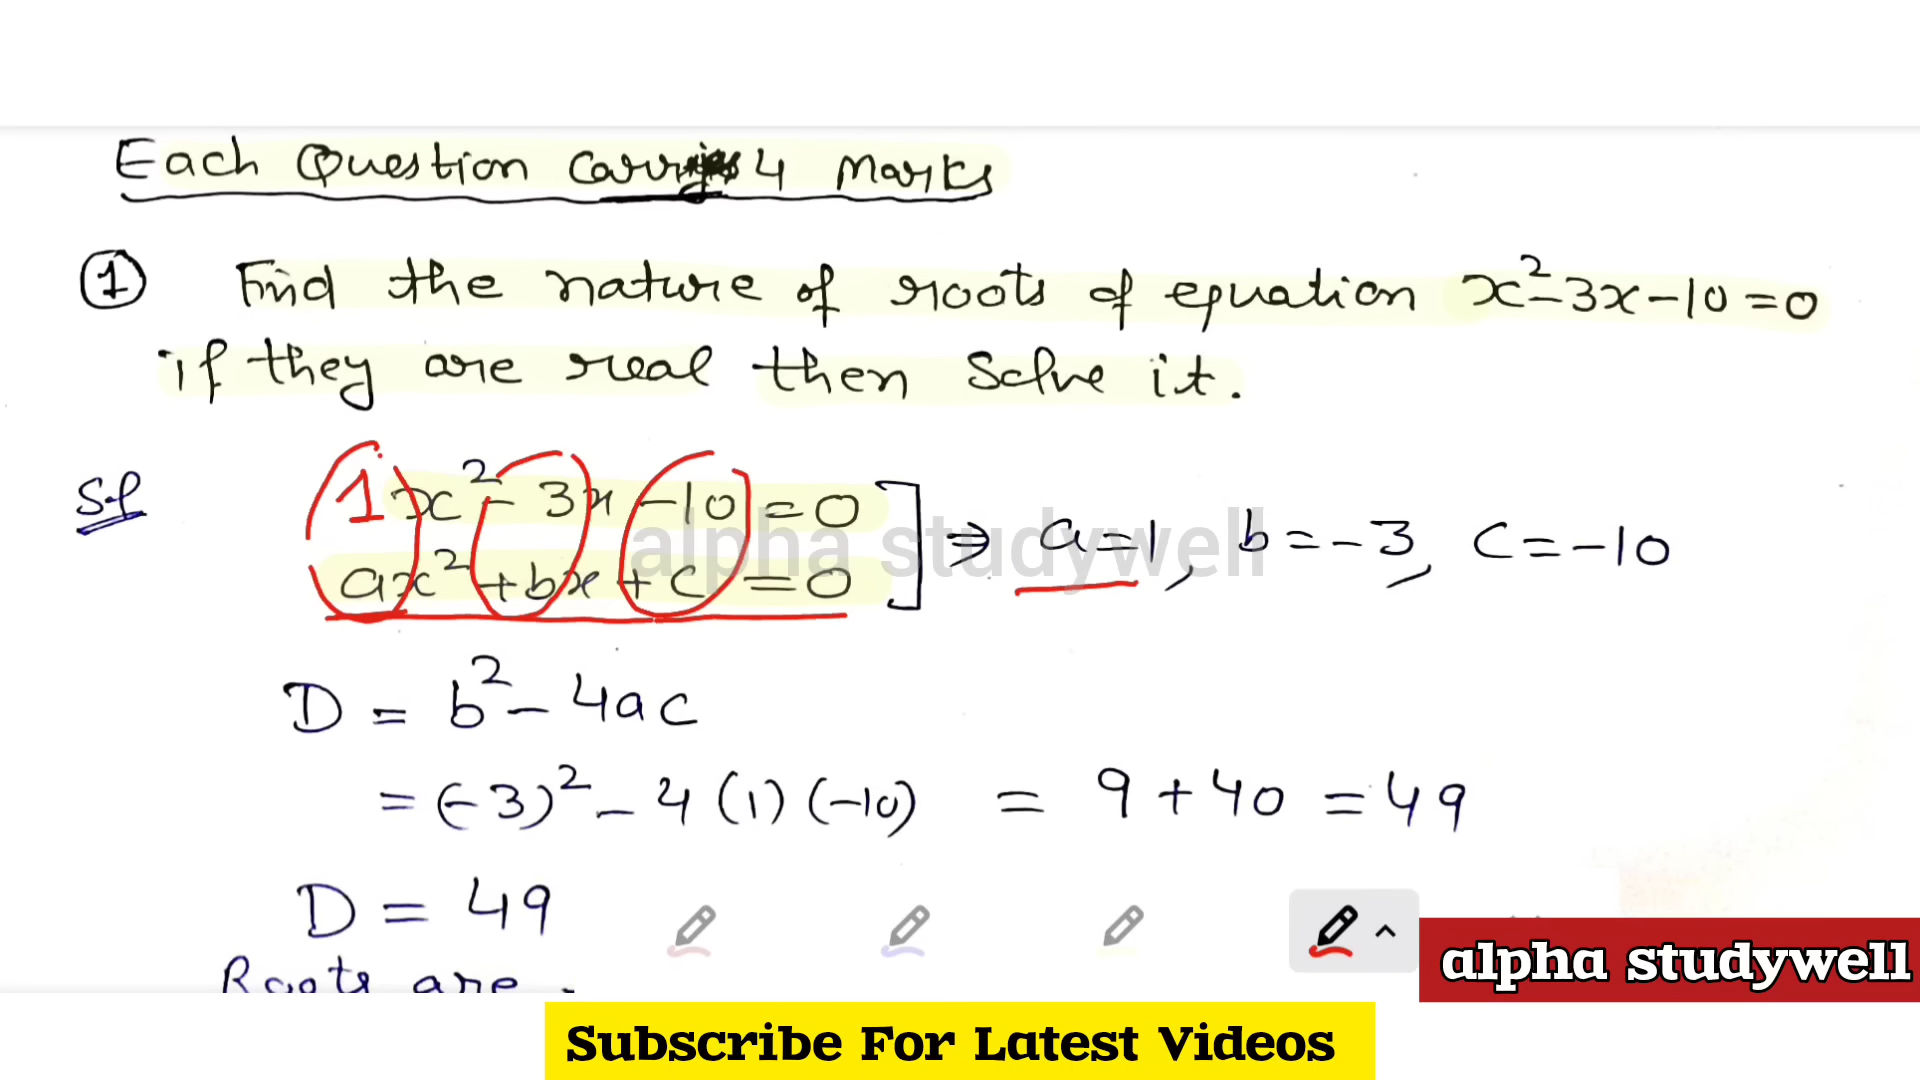 Each Question Carries 4 Marks
① Find the nature of roots of equation x²-3x-10=0
if they are real then Solve it.
Sol 1x²-3x-10=0
ax²+bx+c=0 ] ⇒ a=1, b=-3, c=-10
alpha studywell
D = b²-4ac
= (-3)²-4(1)(-10) = 9+40=49
D = 49
Roots are
alpha studywell
Subscribe For Latest Videos